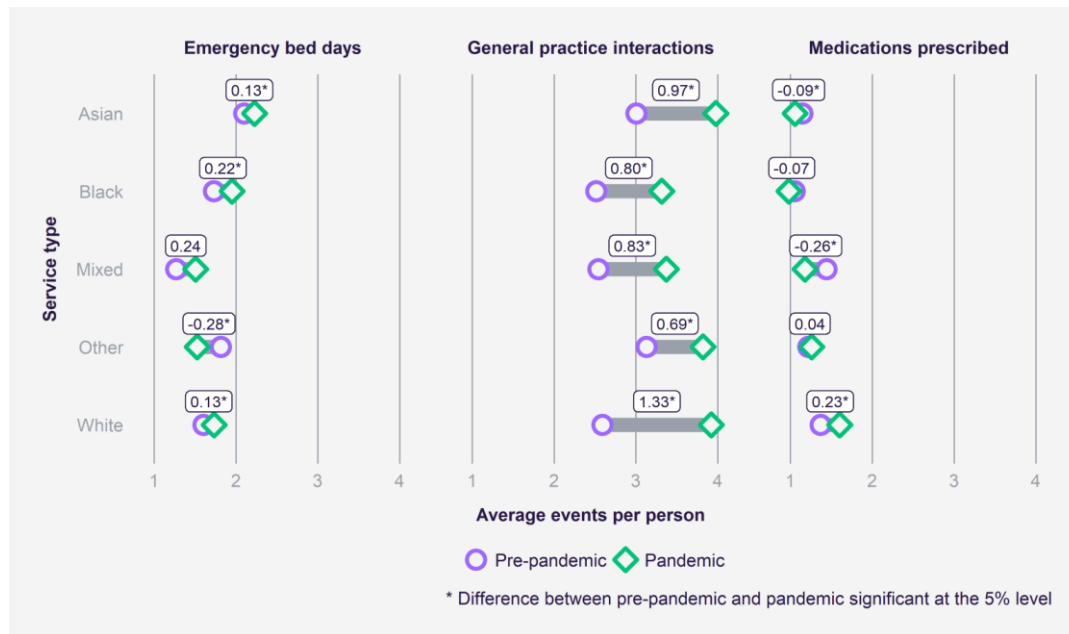 Emergency bed days
General practice interactions
Medications prescribed
Service type
Asian
0.13*
0.97*
-0.09*
Black
0.22*
0.80*
-0.07
Mixed
0.24
0.83*
-0.26*
Other
-0.28*
0.69*
0.04
White
0.13*
1.33*
0.23*
1 2 3 4
1 2 3 4
1 2 3 4
Average events per person
Pre-pandemic Pandemic
* Difference between pre-pandemic and pandemic significant at the 5% level